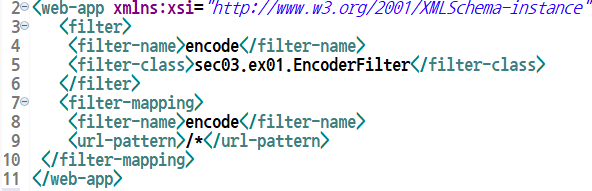 2 <web-app xmlns:xsi="http://www.w3.org/2001/XMLSchema-instance"
3 <filter>
4 <filter-name>encode</filter-name>
5 <filter-class>sec03.ex01.EncoderFilter</filter-class>
6 </filter>
7 <filter-mapping>
8 <filter-name>encode</filter-name>
9 <url-pattern>/*</url-pattern>
10 </filter-mapping>
11 </web-app>